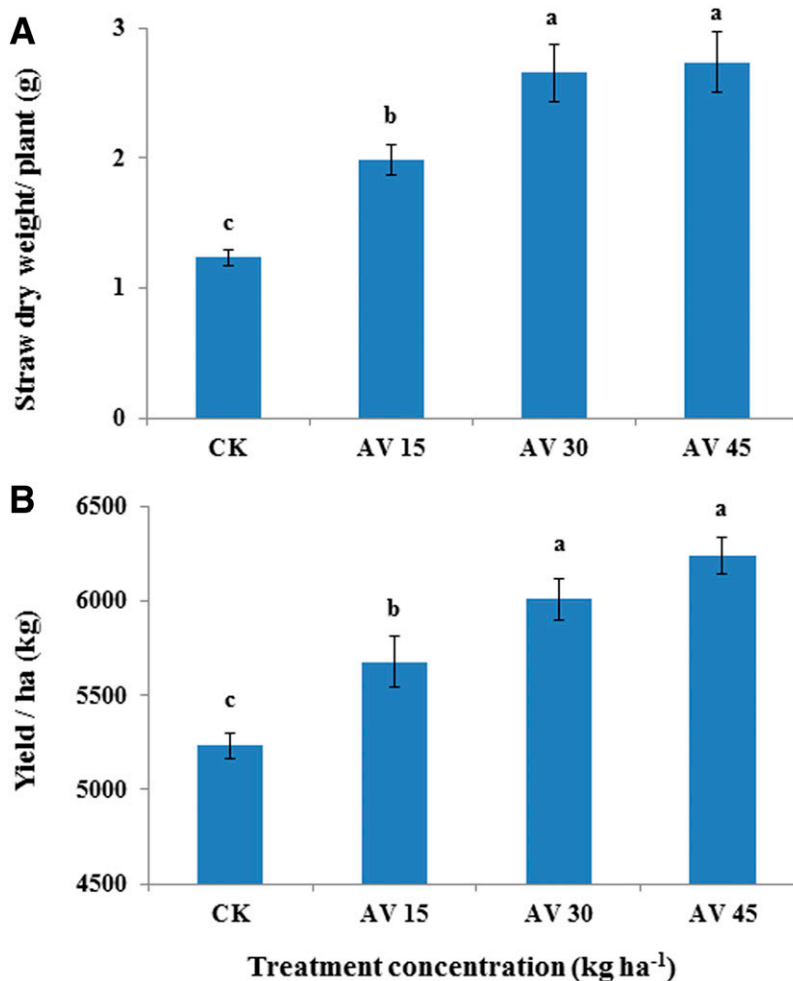 A
Straw dry weight/ plant (g)
3
2
1
0
c
b
a
a
CK AV 15 AV 30 AV 45
B
Yield / ha (kg)
6500
6000
5500
5000
4500
c
b
a
a
CK AV 15 AV 30 AV 45
Treatment concentration (kg ha⁻¹)